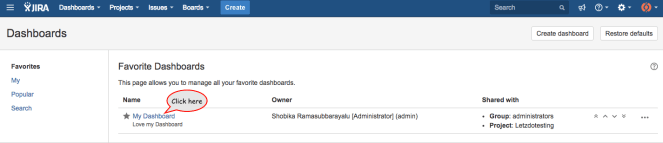 JIRA Dashboards Projects Issues Boards Create Search
Dashboards Create dashboard Restore defaults
Favorites
My
Popular
Search
Favorite Dashboards
This page allows you to manage all your favorite dashboards.
Name Owner Shared with
Click here
My Dashboard Shobika Ramasubbarayalu [Administrator] (admin) • Group: administrators
Love my Dashboard • Project: Letzdotesting